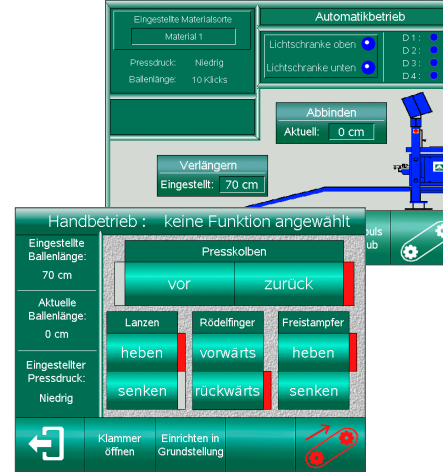 Eingestellte Materialsorte
Material 1
Pressdruck: Niedrig
Ballenlänge: 10 Klicks
Automatikbetrieb
Lichtschranke oben
Lichtschranke unten
D 1 :
D 2 :
D 3 :
D 4 :
Abbinden
Aktuell: 0 cm
Verlängern
Eingestellt: 70 cm
Handbetrieb : keine Funktion angewählt
Eingestellte
Ballenlänge:
70 cm
Aktuelle
Ballenlänge:
0 cm
Eingestellter
Pressdruck:
Niedrig
Presskolben
vor zurück
Lanzen Rödelfinger Freistampfer
heben vorwärts heben
senken rückwärts senken
Klammer
öffnen
Einrichten in
Grundstellung